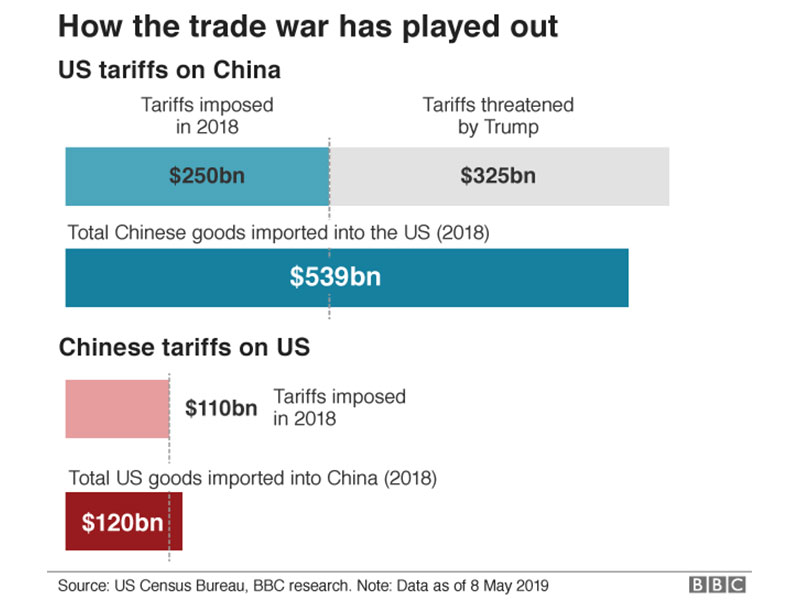 How the trade war has played out
US tariffs on China
Tariffs imposed
in 2018
Tariffs threatened
by Trump
$250bn
$325bn
Total Chinese goods imported into the US (2018)
$539bn
Chinese tariffs on US
$110bn
Tariffs imposed
in 2018
Total US goods imported into China (2018)
$120bn
Source: US Census Bureau, BBC research. Note: Data as of 8 May 2019
BBC